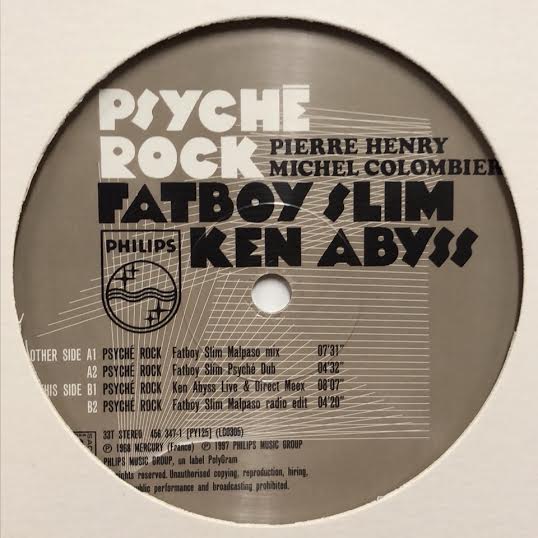 PSYCHÉ
ROCK
PIERRE HENRY
MICHEL COLOMBIER
FATBOY SLIM
KEN ABYSS
PHILIPS
OTHER SIDE A1 PSYCHÉ ROCK Fatboy Slim Malpaso mix 07'31"
A2 PSYCHÉ ROCK Fatboy Slim Psyché Dub 04'32"
THIS SIDE B1 PSYCHÉ ROCK Ken Abyss Live & Direct Meex 08'07"
B2 PSYCHÉ ROCK Fatboy Slim Malpaso radio edit 04'20"
33T STEREO 456 347-1 [PY125] (LC0305)
℗ 1968 MERCURY (France) ℗ 1997 PHILIPS MUSIC GROUP
PHILIPS MUSIC GROUP, un label PolyGram
rights reserved. Unauthorised copying, reproduction, hiring,
public performance and broadcasting prohibited.